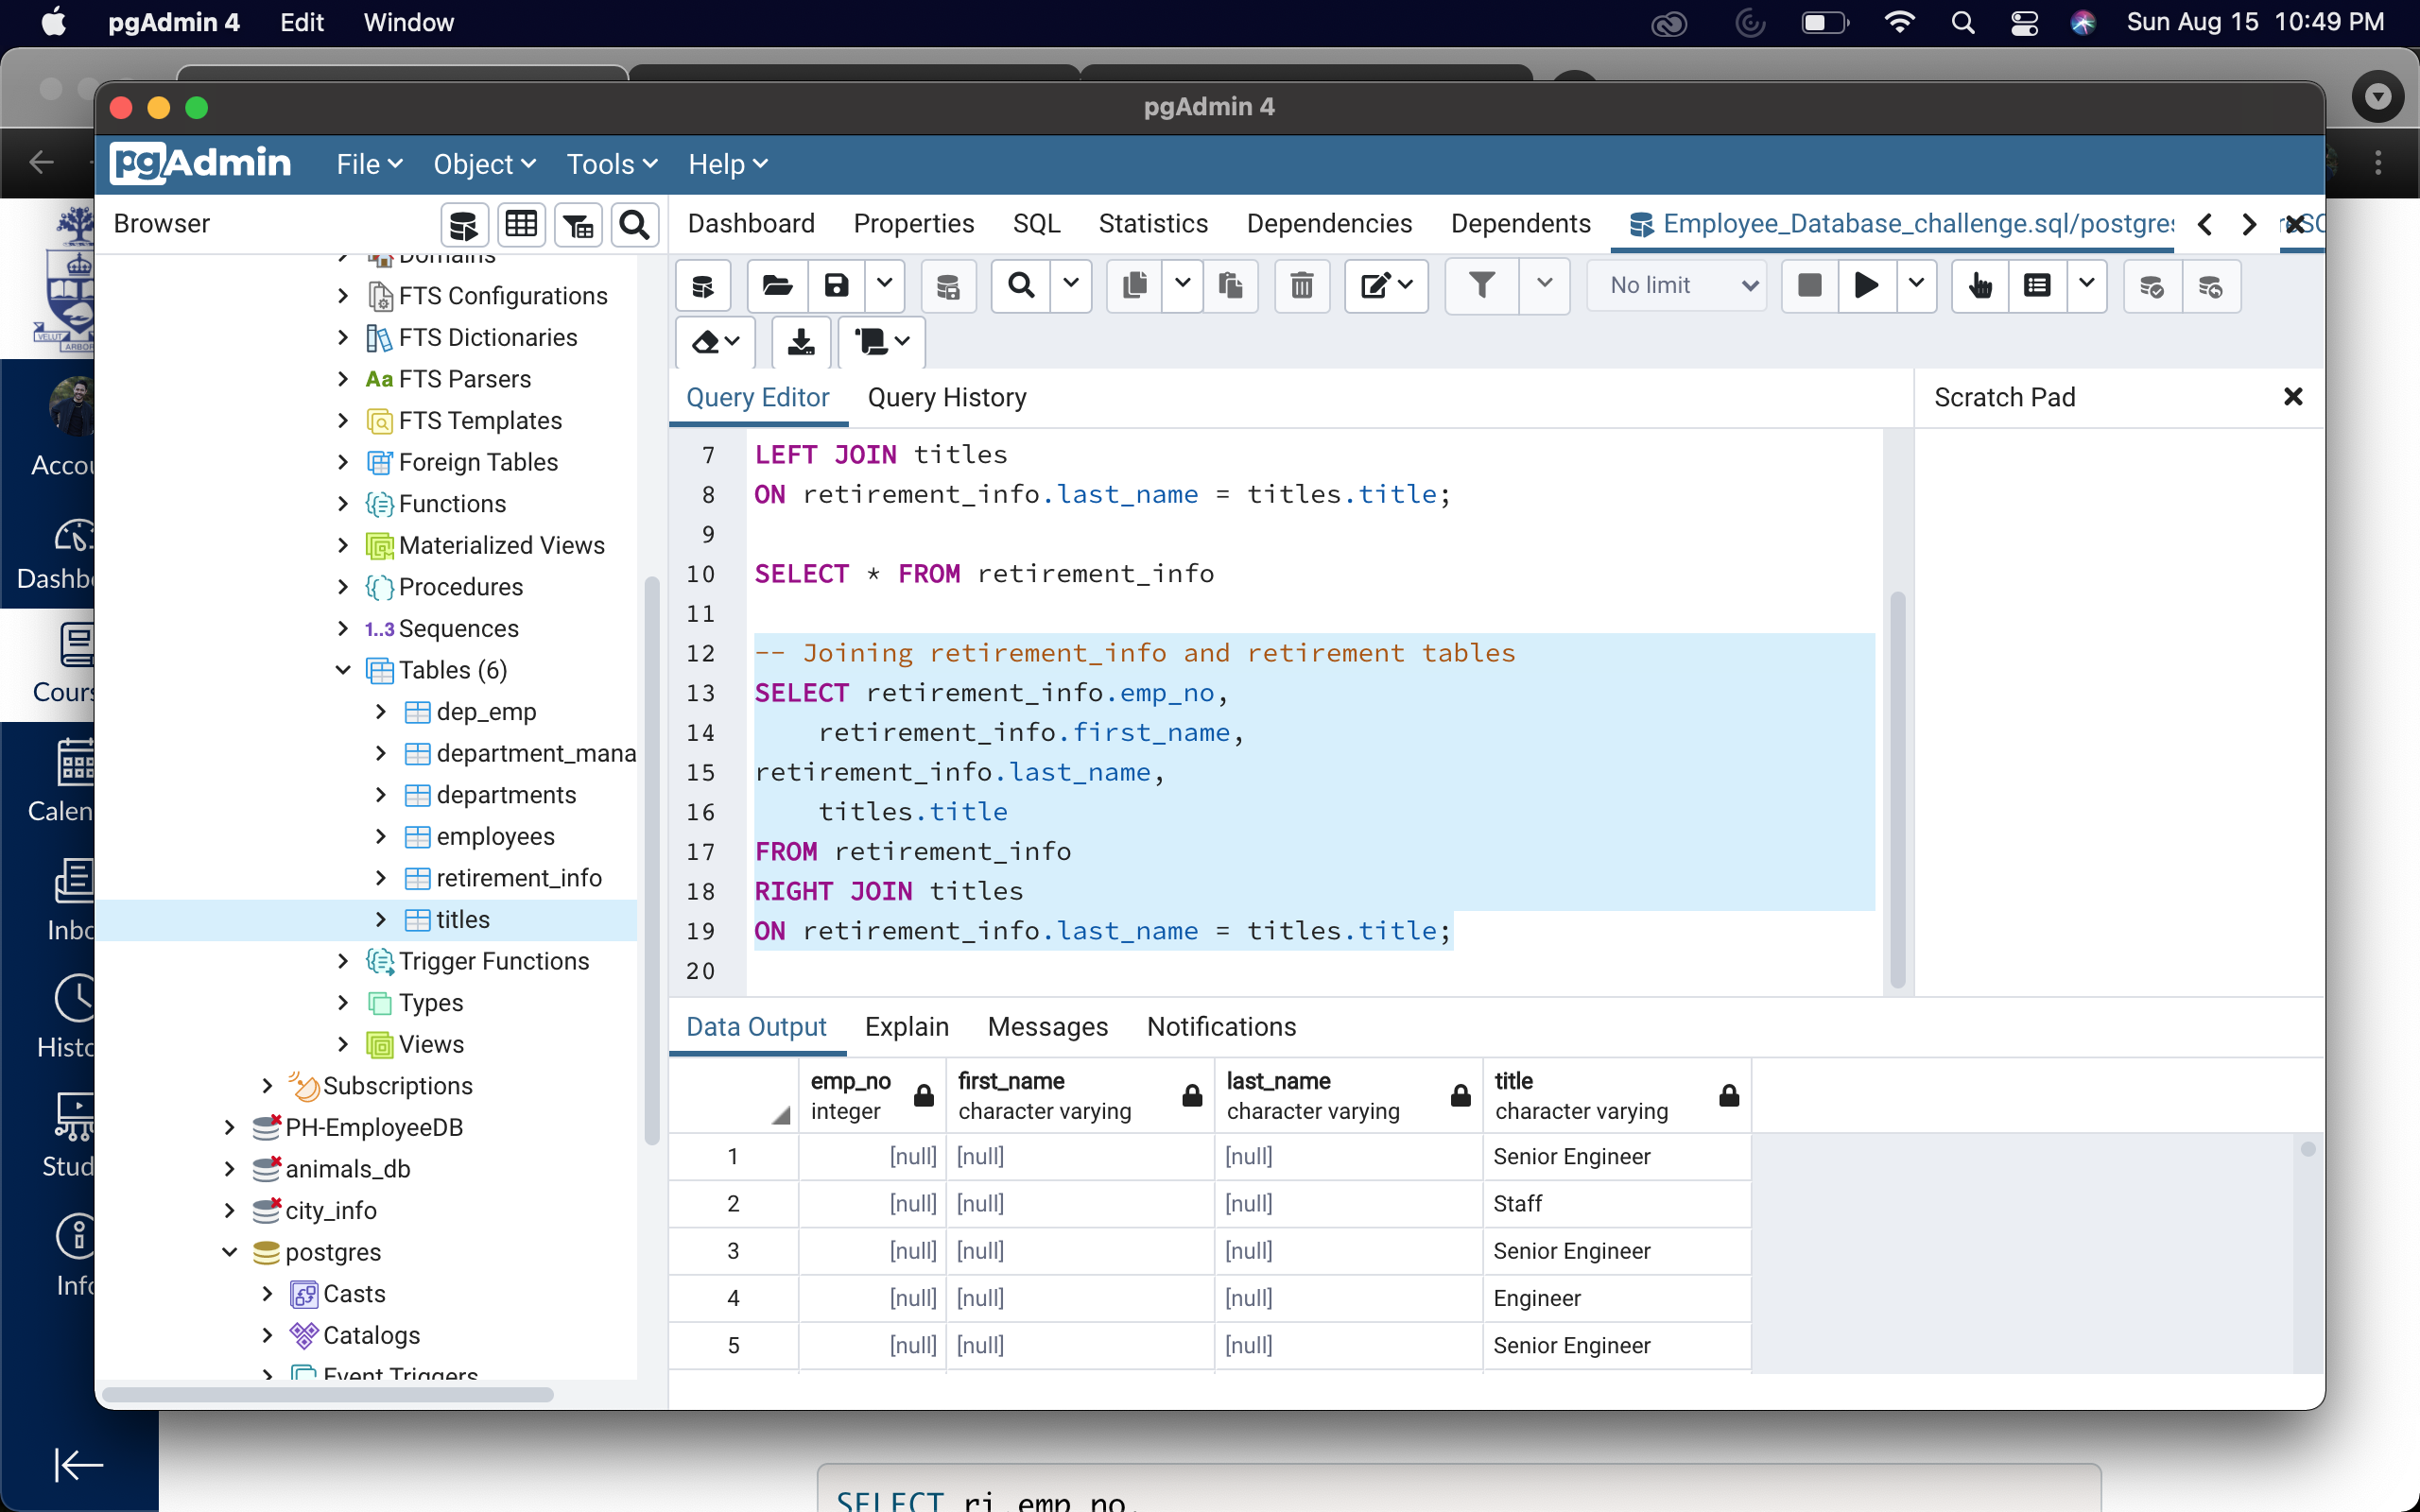 pgAdmin 4 Edit Window Sun Aug 15 10:49 PM
pgAdmin 4
pgAdmin File Object Tools Help
Browser
Dashboard Properties SQL Statistics Dependencies Dependents Employee_Database_challenge.sql/postgres
No limit
Domains
FTS Configurations
FTS Dictionaries
Aa FTS Parsers
FTS Templates
Foreign Tables
Functions
Materialized Views
Procedures
1..3 Sequences
Tables (6)
dep_emp
department_mana
departments
employees
retirement_info
titles
Trigger Functions
Types
Views
Subscriptions
PH-EmployeeDB
animals_db
city_info
postgres
Casts
Catalogs
Event Triggers
Query Editor Query History
Scratch Pad
7 LEFT JOIN titles
8 ON retirement_info.last_name = titles.title;
9
10 SELECT * FROM retirement_info
11
12 -- Joining retirement_info and retirement tables
13 SELECT retirement_info.emp_no,
14 retirement_info.first_name,
15 retirement_info.last_name,
16 titles.title
17 FROM retirement_info
18 RIGHT JOIN titles
19 ON retirement_info.last_name = titles.title;
20
Data Output Explain Messages Notifications
emp_no first_name last_name title
integer character varying character varying character varying
1 [null] [null] [null] Senior Engineer
2 [null] [null] [null] Staff
3 [null] [null] [null] Senior Engineer
4 [null] [null] [null] Engineer
5 [null] [null] [null] Senior Engineer
VELUT ARBOR
Accou
Dashb
Cours
Calen
Inbo
Histo
Stud
Info
SELECT ri.emp_no,